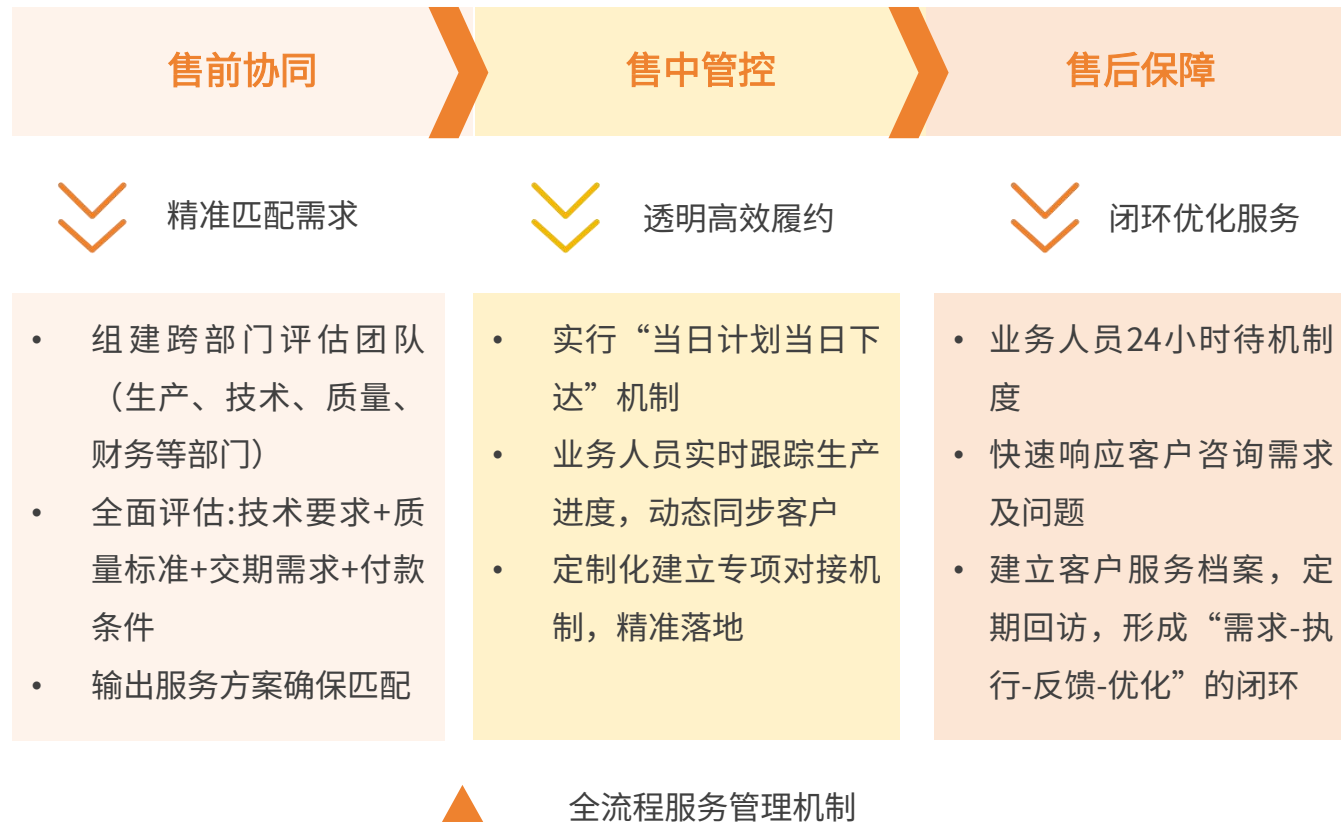 售前协同
售中管控
售后保障
精准匹配需求
透明高效履约
闭环优化服务
• 组建跨部门评估团队
（生产、技术、质量、
财务等部门）
• 全面评估:技术要求+质
量标准+交期需求+付款
条件
• 输出服务方案确保匹配
• 实行“当日计划当日下
达”机制
• 业务人员实时跟踪生产
进度，动态同步客户
• 定制化建立专项对接机
制，精准落地
• 业务人员24小时待机制
度
• 快速响应客户咨询需求
及问题
• 建立客户服务档案，定
期回访，形成“需求-执
行-反馈-优化”的闭环
全流程服务管理机制